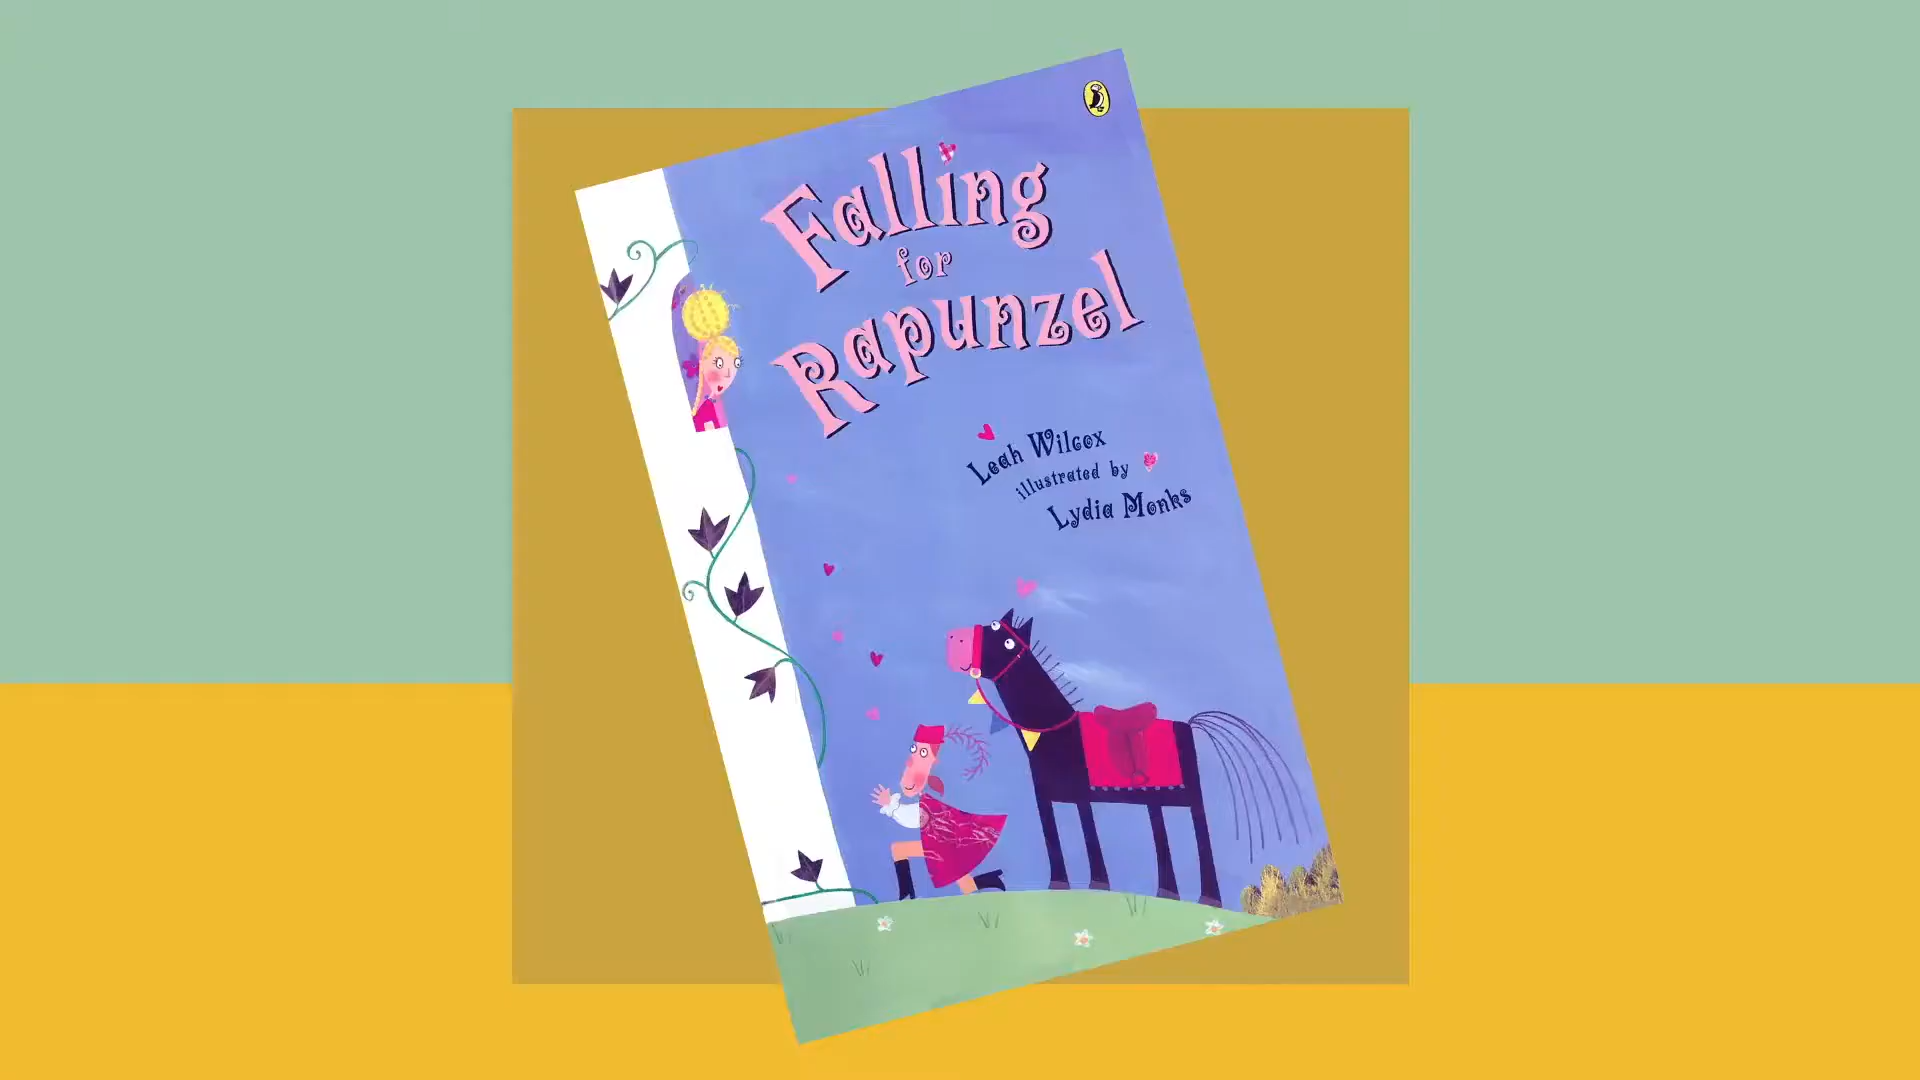 Falling
for
Rapunzel
Leah Wilcox
illustrated by
Lydia Monks